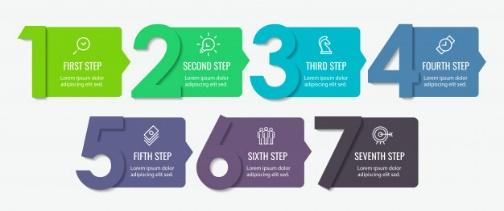 1
FIRST STEP
Lorem ipsum dolor
adipiscing elit sed.
2
SECOND STEP
Lorem ipsum dolor
adipiscing elit sed.
3
THIRD STEP
Lorem ipsum dolor
adipiscing elit sed.
4
FOURTH STEP
Lorem ipsum dolor
adipiscing elit sed.
5
FIFTH STEP
Lorem ipsum dolor
adipiscing elit sed.
6
SIXTH STEP
Lorem ipsum dolor
adipiscing elit sed.
7
SEVENTH STEP
Lorem ipsum dolor
adipiscing elit sed.